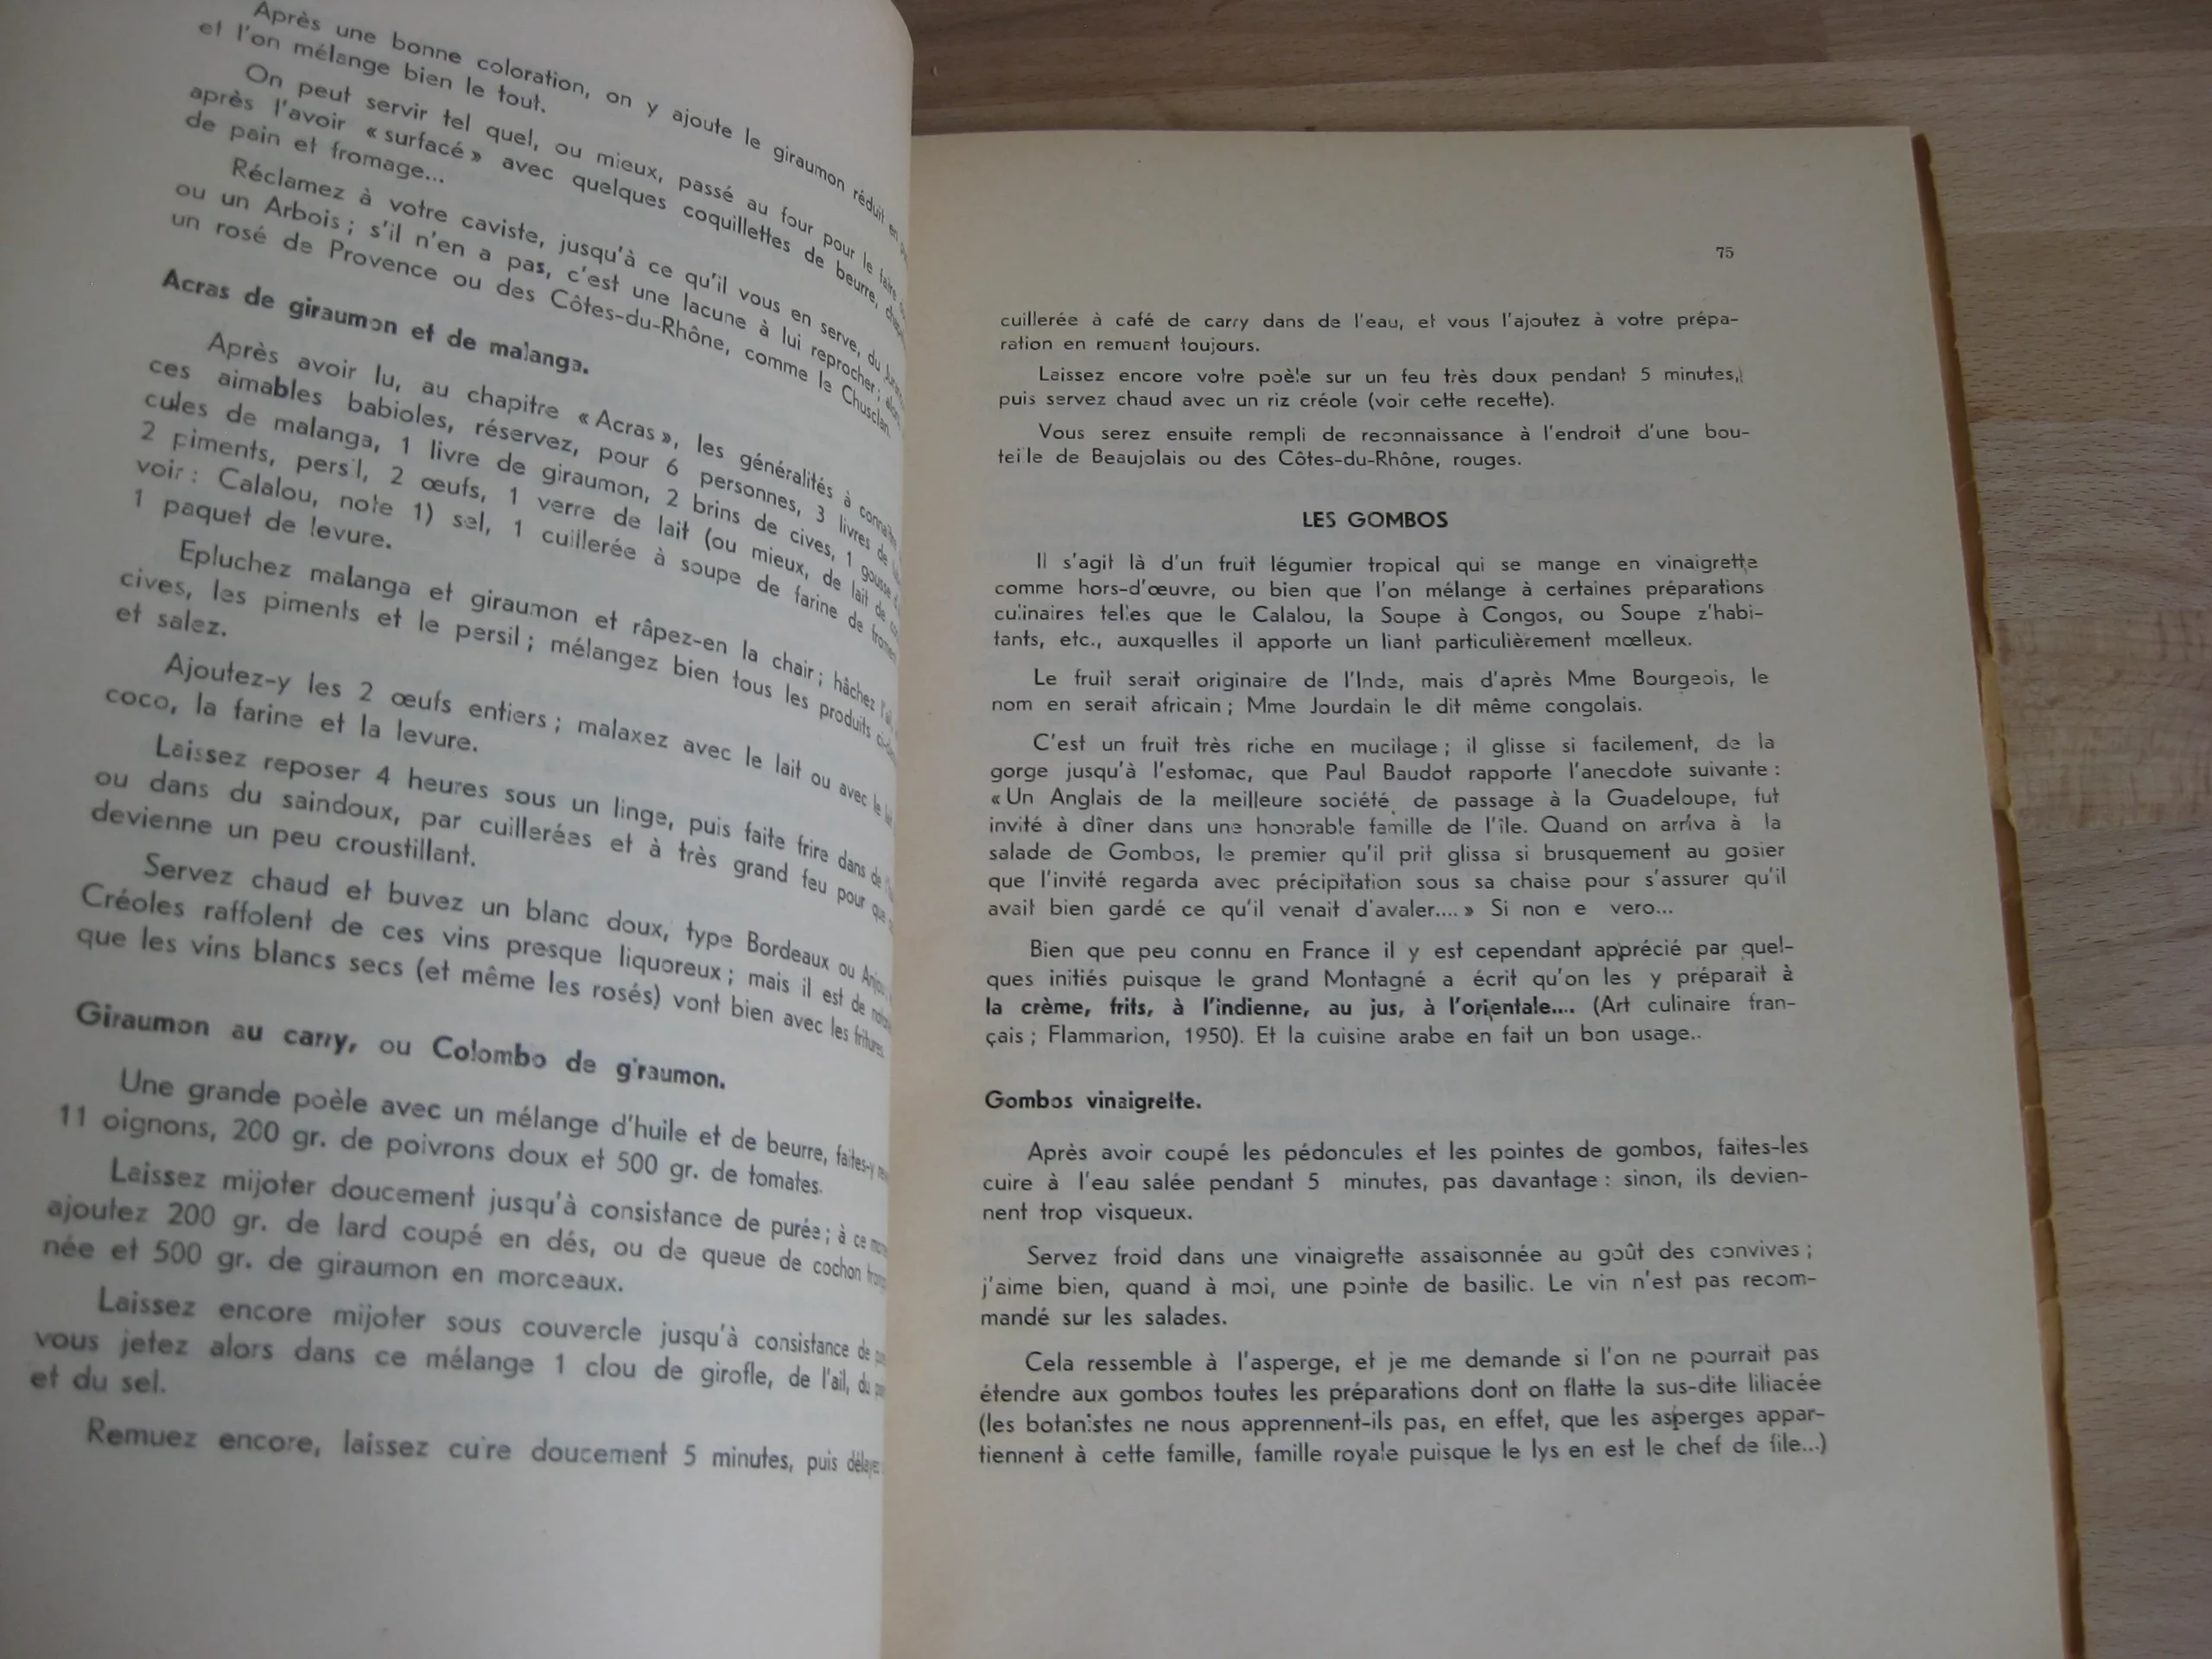 Après une bonne coloration, on y ajoute le giraumon réduit en
et l'on mélange bien le tout.
On peut servir tel quel, ou mieux, passé au four pour le faire
après l'avoir « surfacé » avec quelques coquillettes de beurre,
de pain et fromage...
Réclamez à votre caviste, jusqu'à ce qu'il vous en serve, du
ou un Arbois ; s'il n'en a pas, c'est une lacune à lui reprocher ;
un rosé de Provence ou des Côtes-du-Rhône, comme le Chusclan.
Acras de giraumon et de malanga.
Après avoir lu, au chapitre « Acras », les généralités à connaître
ces aimables babioles, réservez, pour 6 personnes, 3 livres de
cules de malanga, 1 livre de giraumon, 2 brins de cives, 1 gousse
2 piments, pers'l, 2 œufs, 1 verre de lait (ou mieux, de lait de
voir : Calalou, note 1) sel, 1 cuillerée à soupe de farine de froment
1 paquet de levure.
Epluchez malanga et giraumon et râpez-en la chair ; hâchez l'ail,
cives, les piments et le persil ; mélangez bien tous les produits
et salez.
Ajoutez-y les 2 œufs entiers ; malaxez avec le lait ou avec le lait
coco, la farine et la levure.
Laissez reposer 4 heures sous un linge, puis faite frire dans de
ou dans du saindoux, par cuillerées et à très grand feu pour que
devienne un peu croustillant.
Servez chaud et buvez un blanc doux, type Bordeaux ou Anjou,
Créoles raffolent de ces vins presque liquoreux ; mais il est de
que les vins blancs secs (et même les rosés) vont bien avec les fritures.
Giraumon au carry, ou Colombo de g'raumon.
Une grande poèle avec un mélange d'huile et de beurre, faites-y
11 oignons, 200 gr. de poivrons doux et 500 gr. de tomates.
Laissez mijoter doucement jusqu'à consistance de purée ; à ce
ajoutez 200 gr. de lard coupé en dés, ou de queue de cochon
née et 500 gr. de giraumon en morceaux.
Laissez encore mijoter sous couvercle jusqu'à consistance de
vous jetez alors dans ce mélange 1 clou de girofle, de l'ail, du
et du sel.
Remuez encore, laissez cu're doucement 5 minutes, puis délayez
75
cuillerée à café de carry dans de l'eau, et vous l'ajoutez à votre prépa-
ration en remuant toujours.
Laissez encore votre poèle sur un feu très doux pendant 5 minutes,
puis servez chaud avec un riz créole (voir cette recette).
Vous serez ensuite rempli de reconnaissance à l'endroit d'une bou-
tei'le de Beaujolais ou des Côtes-du-Rhône, rouges.
LES GOMBOS
Il s'agit là d'un fruit légumier tropical qui se mange en vinaigrette
comme hors-d'œuvre, ou bien que l'on mélange à certaines préparations
culinaires telles que le Calalou, la Soupe à Congos, ou Soupe z'habi-
tants, etc., auxquelles il apporte un liant particulièrement mœlleux.
Le fruit serait originaire de l'Inde, mais d'après Mme Bourgeois, le
nom en serait africain ; Mme Jourdain le dit même congolais.
C'est un fruit très riche en mucilage ; il glisse si facilement, de la
gorge jusqu'à l'estomac, que Paul Baudot rapporte l'anecdote suivante :
« Un Anglais de la meilleure société, de passage à la Guadeloupe, fut
invité à dîner dans une honorable famille de l'île. Quand on arriva à la
salade de Gombos, le premier qu'il prit glissa si brusquement au gosier
que l'invité regarda avec précipitation sous sa chaise pour s'assurer qu'il
avait bien gardé ce qu'il venait d'avaler.... » Si non e vero...
Bien que peu connu en France il y est cependant apprécié par quel-
ques initiés puisque le grand Montagné a écrit qu'on les y préparait à
la crème, frits, à l'indienne, au jus, à l'orientale.... (Art culinaire fran-
çais ; Flammarion, 1950). Et la cuisine arabe en fait un bon usage..
Gombos vinaigrette.
Après avoir coupé les pédoncules et les pointes de gombos, faites-les
cuire à l'eau salée pendant 5 minutes, pas davantage : sinon, ils devien-
nent trop visqueux.
Servez froid dans une vinaigrette assaisonnée au goût des convives ;
j'aime bien, quand à moi, une pointe de basilic. Le vin n'est pas recom-
mandé sur les salades.
Cela ressemble à l'asperge, et je me demande si l'on ne pourrait pas
étendre aux gombos toutes les préparations dont on flatte la sus-dite liliacée
(les botanistes ne nous apprennent-ils pas, en effet, que les asperges appar-
tiennent à cette famille, famille royale puisque le lys en est le chef de file...)